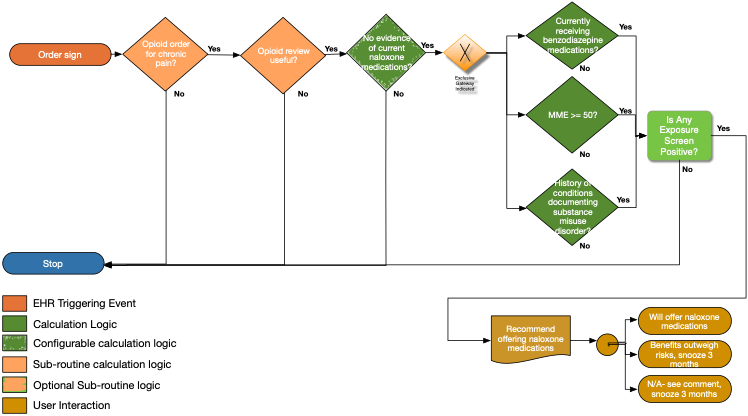 Order sign
Opioid order
for chronic
pain?
Yes
No
Opioid review
useful?
Yes
No
No evidence
of current
naloxone
medications?
Yes
No
X
Exclusive
Gateway
Indicated
Currently
receiving
benzodiazepine
medications?
Yes
No
MME >= 50?
Yes
No
History of
conditions
documenting
substance
misuse
disorder?
Yes
No
Is Any
Exposure
Screen
Positive?
Yes
No
Stop
EHR Triggering Event
Calculation Logic
Configurable calculation logic
Sub-routine calculation logic
Optional Sub-routine logic
User Interaction
Recommend
offering naloxone
medications
Will offer naloxone
medications
Benefits outweigh
risks, snooze 3
months
N/A- see comment,
snooze 3 months